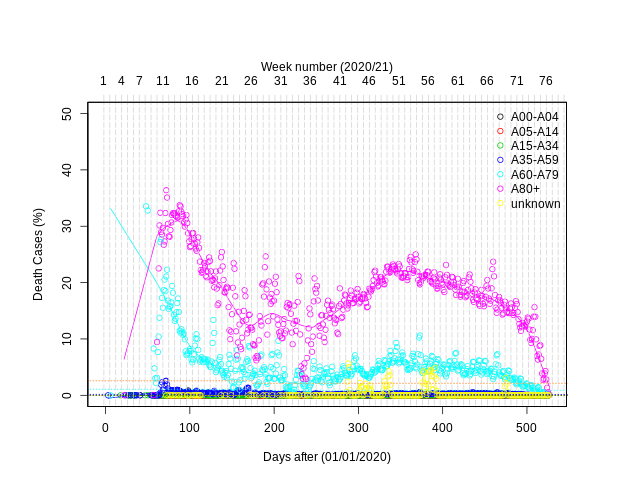 Week number (2020/21)
1 4 7 11 16 21 26 31 36 41 46 51 56 61 66 71 76
50
40
30
20
10
0
Death Cases (%)
A00-A04
A05-A14
A15-A34
A35-A59
A60-A79
A80+
unknown
0 100 200 300 400 500
Days after (01/01/2020)